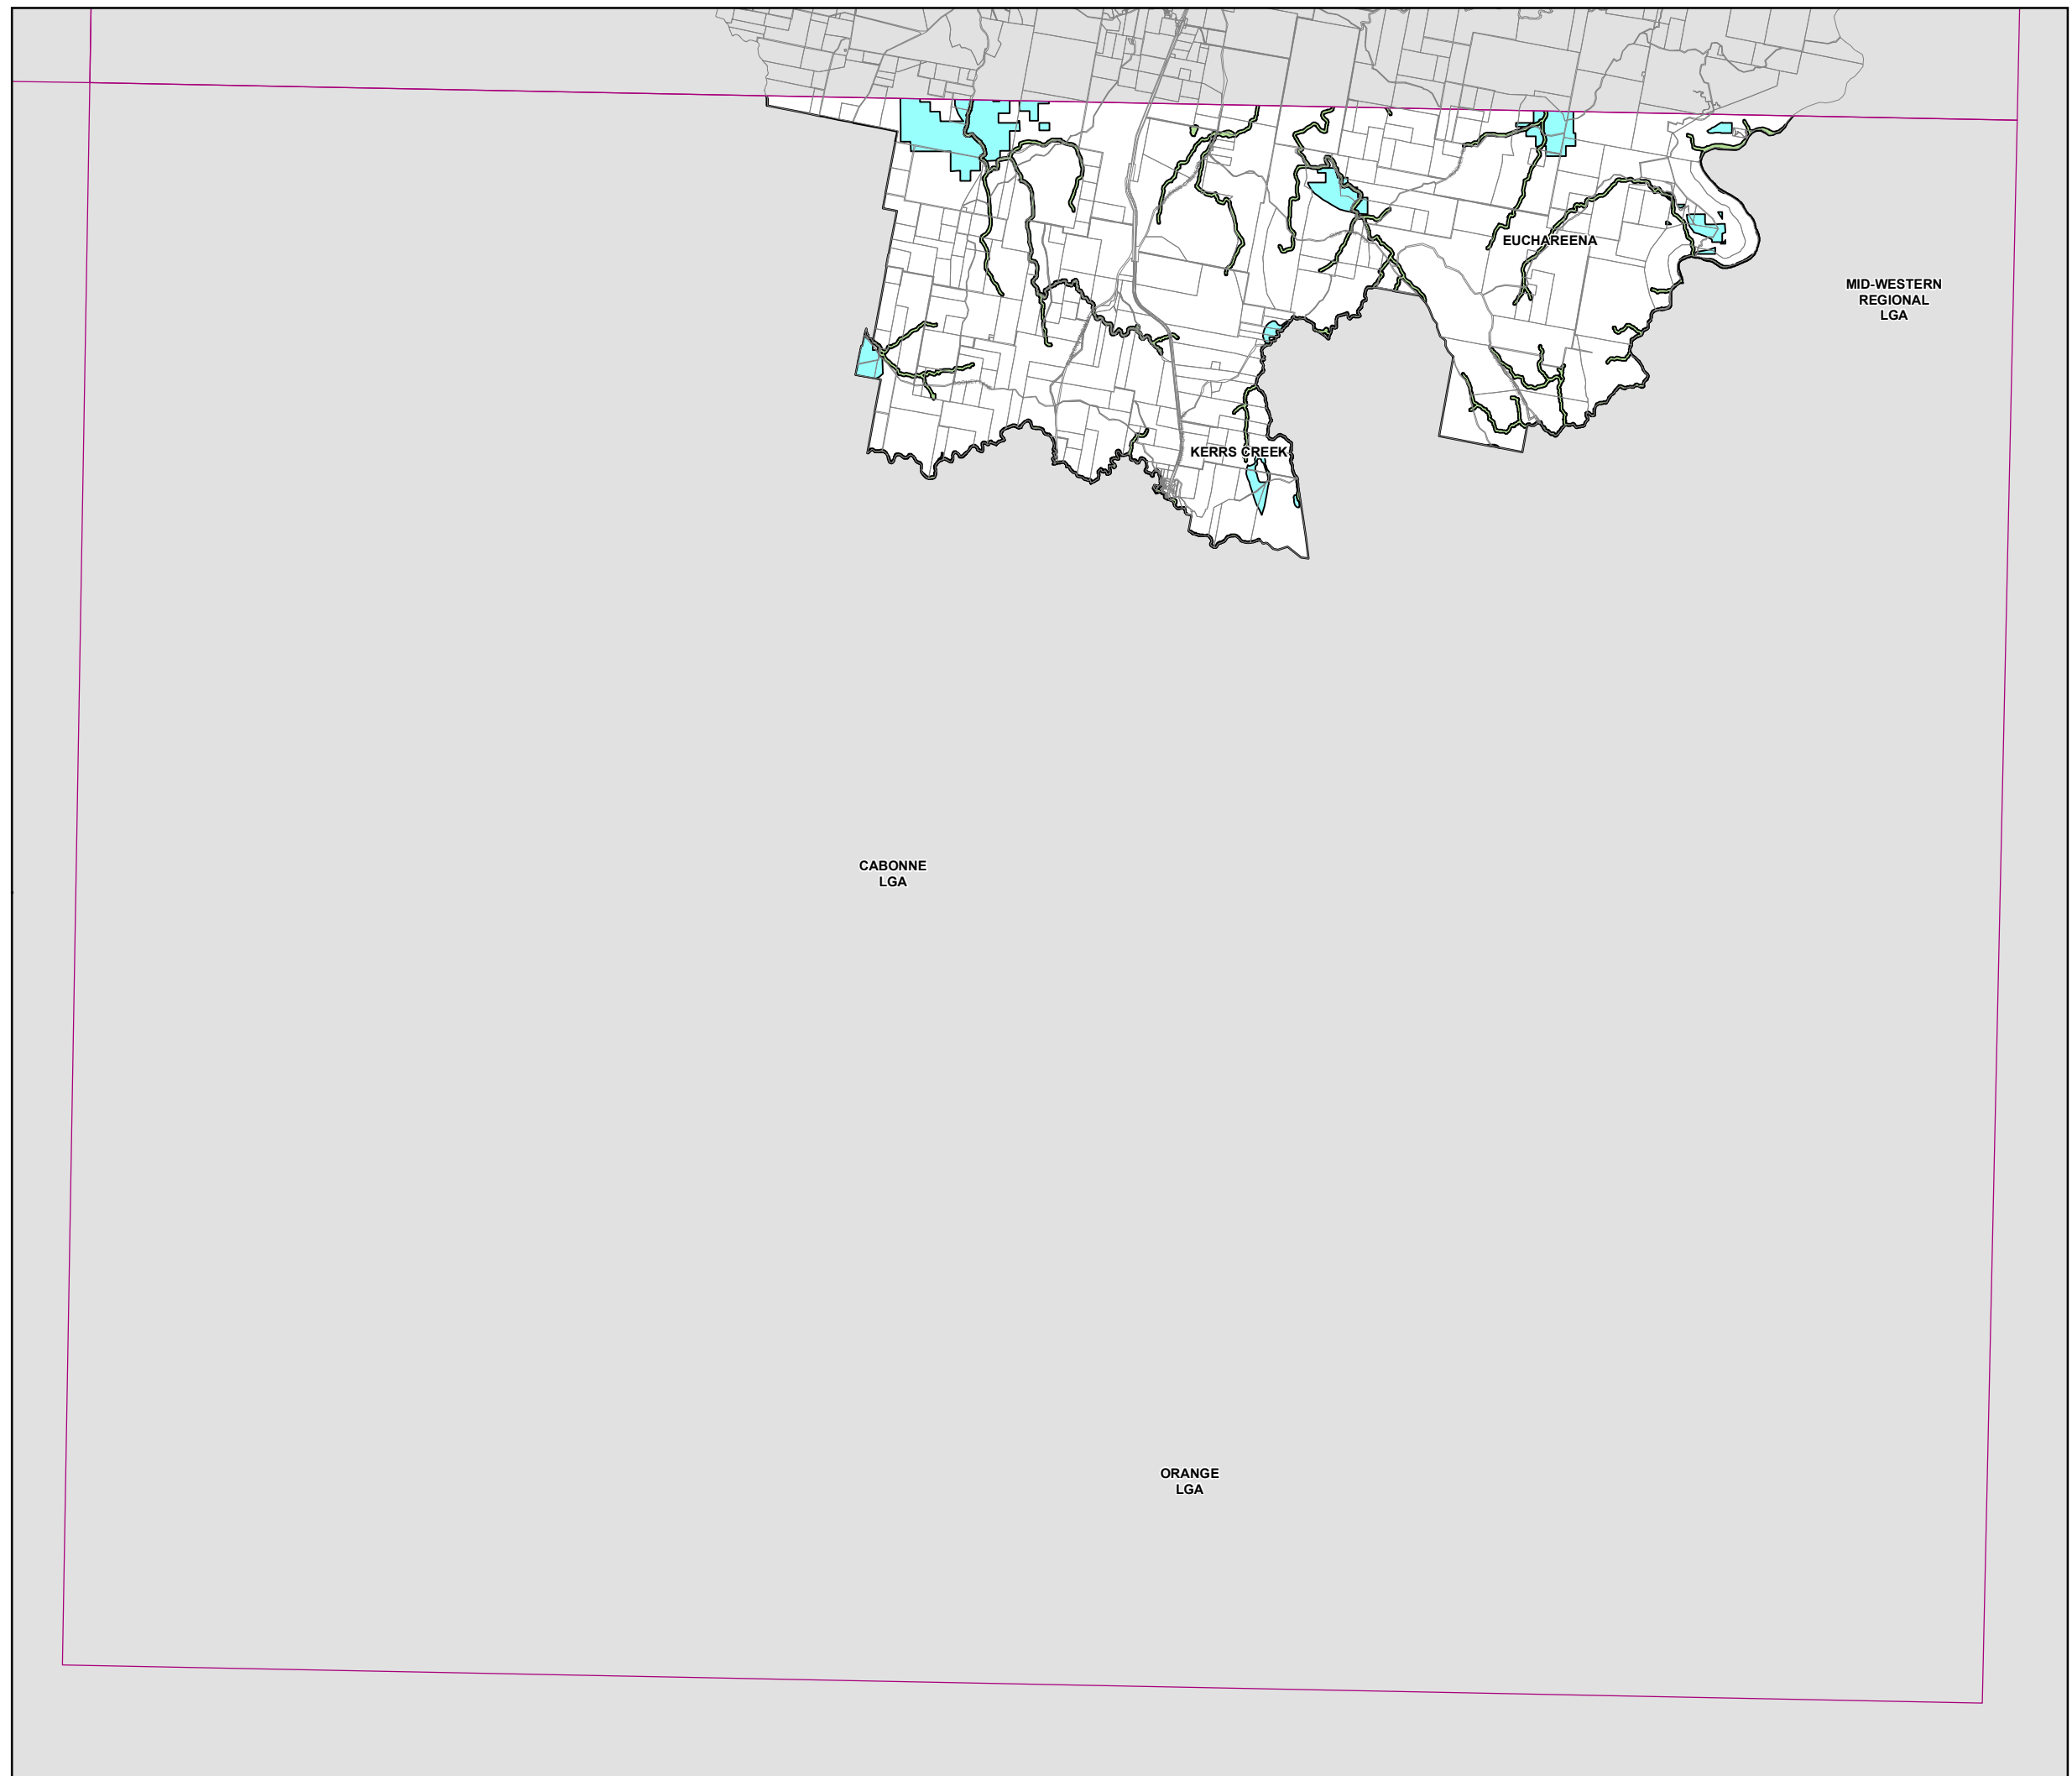 EUCHAREENA
MID-WESTERN
REGIONAL
LGA
KERRS CREEK
CABONNE
LGA
ORANGE
LGA